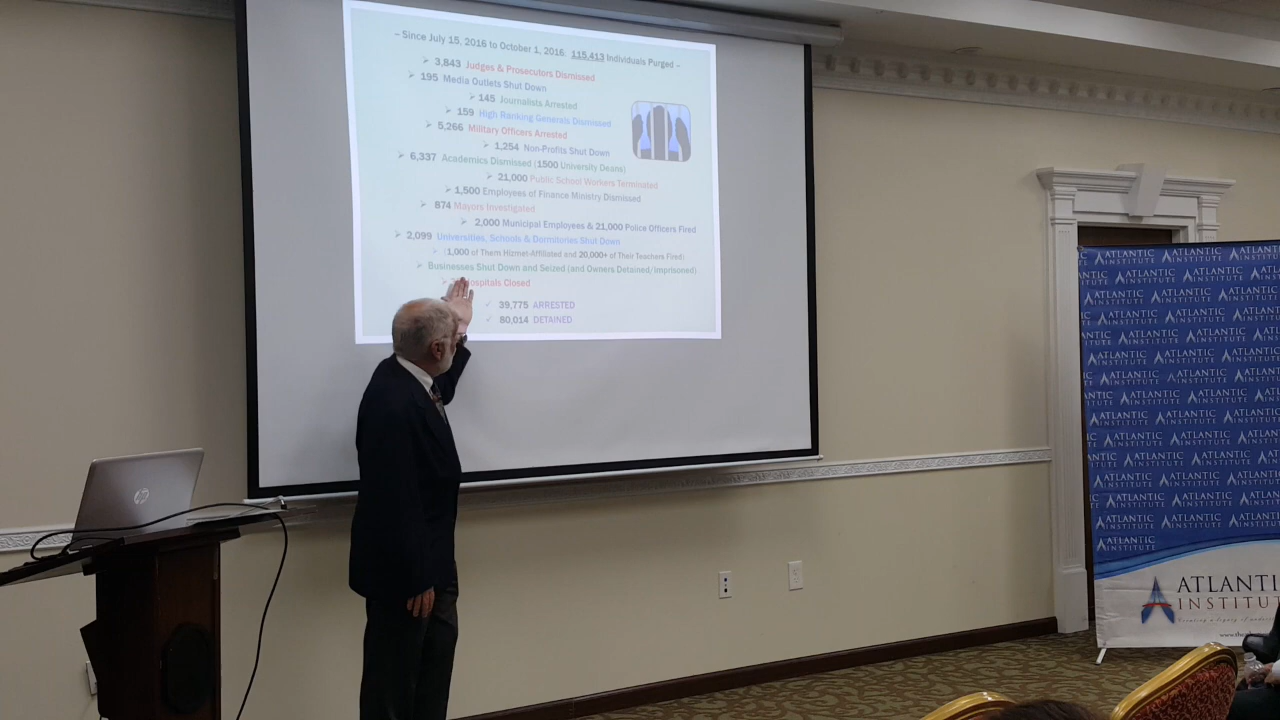 – Since July 15, 2016 to October 1, 2016 115,413 Individuals Purged –
➢ 3,843 Judges & Prosecutors Dismissed
➢ 195 Media Outlets Shut Down
➢ 145 Journalists Arrested
➢ 159 High Ranking Generals Dismissed
➢ 5,266 Military Officers Arrested
➢ 1,254 Non-Profits Shut Down
➢ 6,337 Academics Dismissed (1500 University Deans)
➢ 21,000 Public School Workers Terminated
➢ 1,500 Employees of Finance Ministry Dismissed
➢ 874 Mayors Investigated
➢ 2,000 Municipal Employees & 21,000 Police Officers Fired
➢ 2,099 Universities, Schools & Dormitories Shut Down
(1,000 of Them Hizmet-Affiliated and 20,000+ of Their Teachers Fired)
➢ Businesses Shut Down and Seized (and Owners Detained/Imprisoned)
➢ Hospitals Closed
✓ 39,775 ARRESTED
✓ 80,014 DETAINED
hp
ATLANTIC INSTITUTE
ATLANTI
INSTITUT